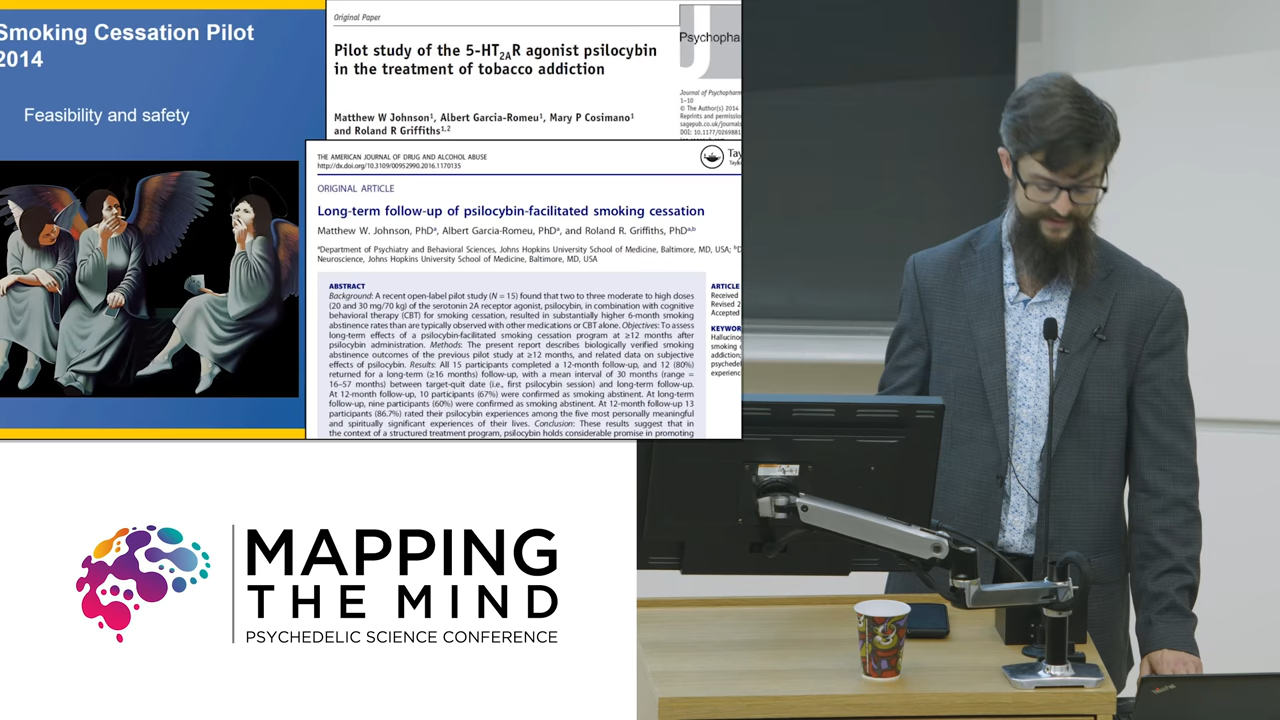 Smoking Cessation Pilot
2014
Feasibility and safety
Original Paper
Pilot study of the 5-HT2AR agonist psilocybin
in the treatment of tobacco addiction
Matthew W Johnson1, Albert Garcia-Romeu1, Mary P Cosimano1
and Roland R Griffiths1,2
J
Psychopha
Journal of Psychopharm
1–10
© The Author(s) 2014
Reprints and permission
sagepub.co.uk/journals
DOI: 10.1177/0269881
THE AMERICAN JOURNAL OF DRUG AND ALCOHOL ABUSE
http://dx.doi.org/10.3109/00952990.2016.1170135
Tay
ORIGINAL ARTICLE
Long-term follow-up of psilocybin-facilitated smoking cessation
Matthew W. Johnson, PhDa, Albert Garcia-Romeu, PhDa, and Roland R. Griffiths, PhDa,b
aDepartment of Psychiatry and Behavioral Sciences, Johns Hopkins University School of Medicine, Baltimore, MD, USA; bD
Neuroscience, Johns Hopkins University School of Medicine, Baltimore, MD, USA
ABSTRACT
Background: A recent open-label pilot study (N = 15) found that two to three moderate to high doses
(20 and 30 mg/70 kg) of the serotonin 2A receptor agonist, psilocybin, in combination with cognitive
behavioral therapy (CBT) for smoking cessation, resulted in substantially higher 6-month smoking
abstinence rates than are typically observed with other medications or CBT alone. Objectives: To assess
long-term effects of a psilocybin-facilitated smoking cessation program at ≥12 months after
psilocybin administration. Methods: The present report describes biologically verified smoking
abstinence outcomes of the previous pilot study at ≥12 months, and related data on subjective
effects of psilocybin. Results: All 15 participants completed a 12-month follow-up, and 12 (80%)
returned for a long-term (≥16 months) follow-up, with a mean interval of 30 months (range =
16–57 months) between target-quit date (i.e., first psilocybin session) and long-term follow-up.
At 12-month follow-up, 10 participants (67%) were confirmed as smoking abstinent. At long-term
follow-up, nine participants (60%) were confirmed as smoking abstinent. At 12-month follow-up 13
participants (86.7%) rated their psilocybin experiences among the five most personally meaningful
and spiritually significant experiences of their lives. Conclusion: These results suggest that in
the context of a structured treatment program, psilocybin holds considerable promise in promoting
ARTICLE
Received
Revised 2
Accepted
KEYWOR
Hallucino
smoking c
addiction;
psychedel
experienc
MAPPING
THE MIND
PSYCHEDELIC SCIENCE CONFERENCE
ThinkPad